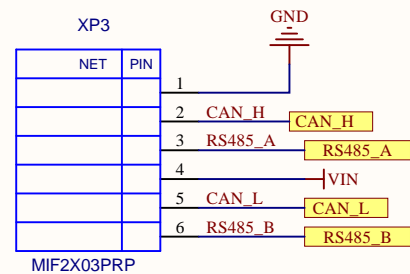 GND
XP3
NET PIN
1
2 CAN_H CAN_H
3 RS485_A RS485_A
4 VIN
5 CAN_L CAN_L
6 RS485_B RS485_B
MIF2X03PRP